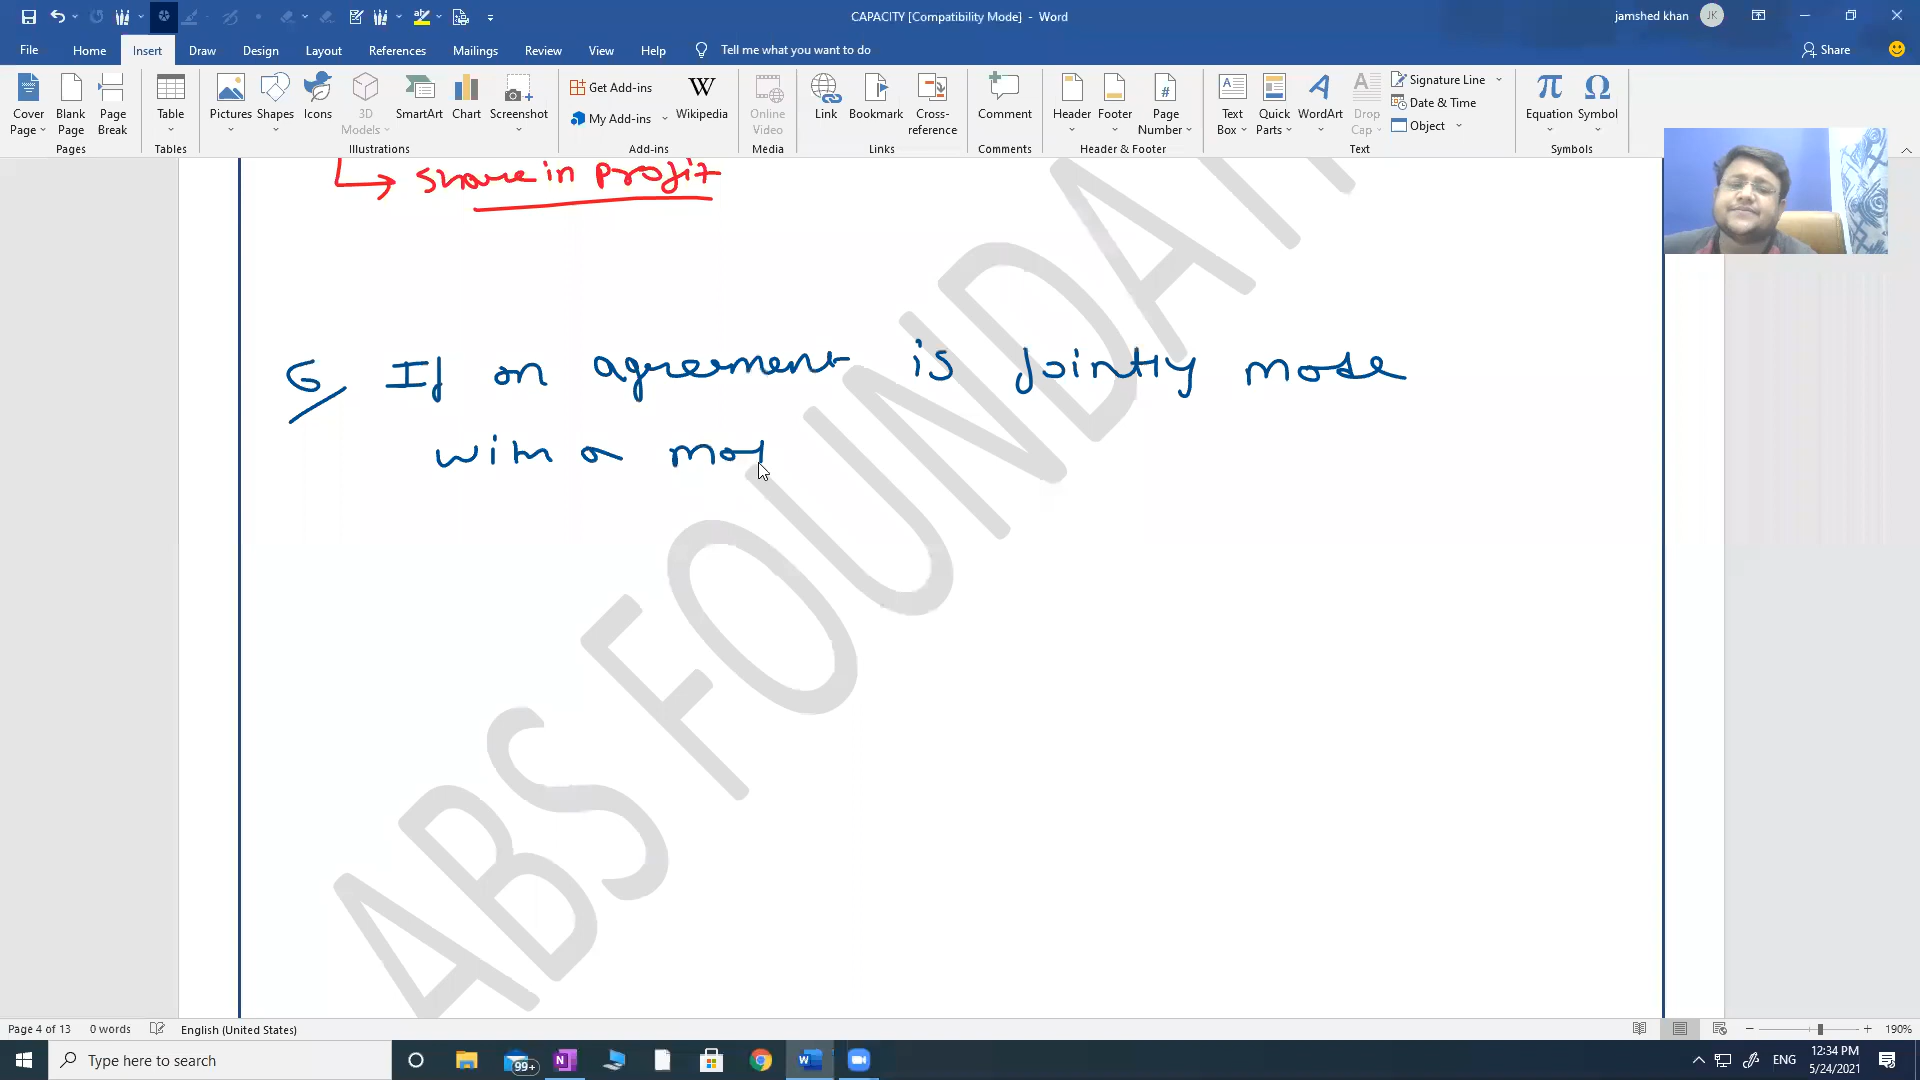 CAPACITY [Compatibility Mode] - Word
jamshed khan JK
File Home Insert Draw Design Layout References Mailings Review View Help Tell me what you want to do Share
Cover Page Blank Page Page Break Table Pictures Shapes Icons 3D Models SmartArt Chart Screenshot Get Add-ins My Add-ins Wikipedia Online Video Link Bookmark Cross-reference Comment Header Footer Page Number Text Box Quick Parts WordArt Drop Cap Signature Line Date & Time Object Equation Symbol
Pages Tables Illustrations Add-ins Media Links Comments Header & Footer Text Symbols
share in profit
6 If an agreement is jointly made
with a maj
ABS FOUNDATI
Page 4 of 13 0 words English (United States) 190%
Type here to search 99+ ENG 12:34 PM
5/24/2021